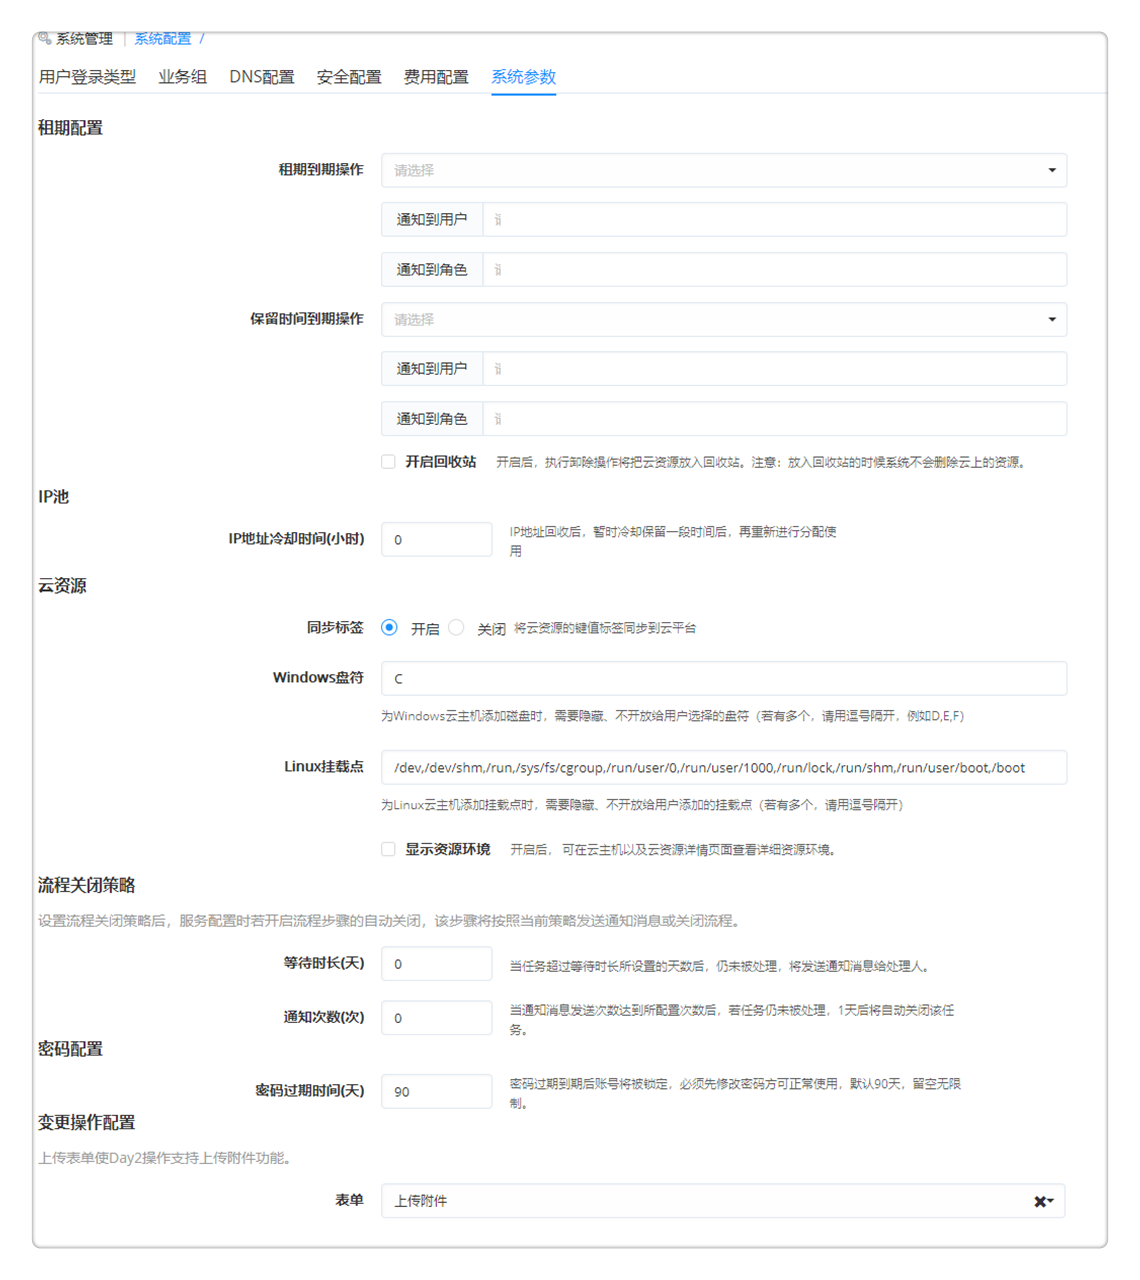 系统管理 | 系统配置 /
用户登录类型 业务组 DNS配置 安全配置 费用配置 系统参数
租期配置
租期到期操作 请选择
通知到用户
通知到角色
保留时间到期操作 请选择
通知到用户
通知到角色
开启回收站 开启后，执行卸除操作将把云资源放入回收站。注意：放入回收站的时候系统不会删除云上的资源。
IP池
IP地址冷却时间(小时) 0 IP地址回收后，暂时冷却保留一段时间后，再重新进行分配使
用
云资源
同步标签 开启 关闭 将云资源的键值标签同步到云平台
Windows盘符 C
为Windows云主机添加磁盘时，需要隐藏、不开放给用户选择的盘符（若有多个，请用逗号隔开，例如D,E,F）
Linux挂载点 /dev,/dev/shm,/run,/sys/fs/cgroup,/run/user/0,/run/user/1000,/run/lock,/run/shm,/run/user/boot,/boot
为Linux云主机添加挂载点时，需要隐藏、不开放给用户添加的挂载点（若有多个，请用逗号隔开）
显示资源环境 开启后， 可在云主机以及云资源详情页面查看详细资源环境。
流程关闭策略
设置流程关闭策略后，服务配置时若开启流程步骤的自动关闭，该步骤将按照当前策略发送通知消息或关闭流程。
等待时长(天) 0 当任务超过等待时长所设置的天数后，仍未被处理，将发送通知消息给处理人。
通知次数(次) 0 当通知消息发送次数达到所配置次数后，若任务仍未被处理，1天后将自动关闭该任
务。
密码配置
密码过期时间(天) 90 密码过期到期后账号将被锁定，必须先修改密码方可正常使用，默认90天，留空无限
制。
变更操作配置
上传表单使Day2操作支持上传附件功能。
表单 上传附件